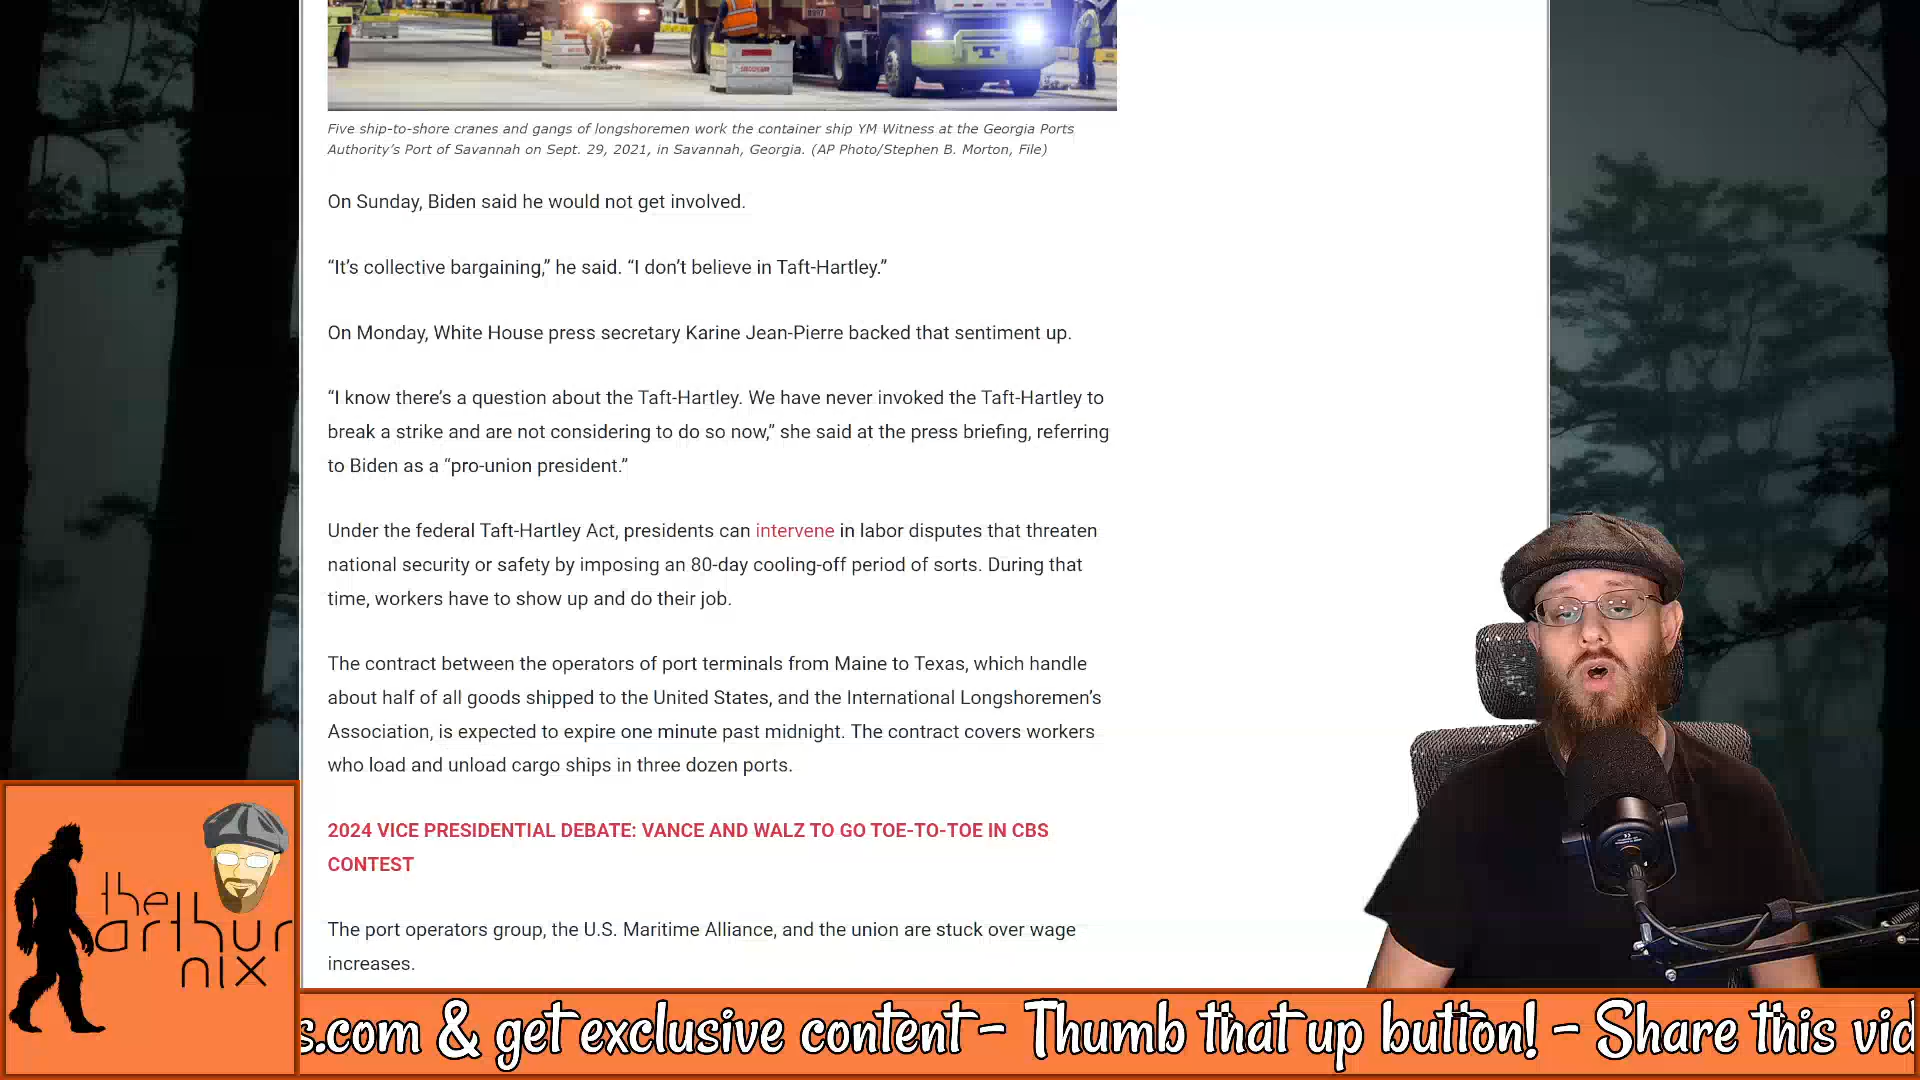 Five ship-to-shore cranes and gangs of longshoremen work the container ship YM Witness at the Georgia Ports
Authority’s Port of Savannah on Sept. 29, 2021, in Savannah, Georgia. (AP Photo/Stephen B. Morton, File)
On Sunday, Biden said he would not get involved.
“It’s collective bargaining,” he said. “I don’t believe in Taft-Hartley.”
On Monday, White House press secretary Karine Jean-Pierre backed that sentiment up.
“I know there’s a question about the Taft-Hartley. We have never invoked the Taft-Hartley to
break a strike and are not considering to do so now,” she said at the press briefing, referring
to Biden as a “pro-union president.”
Under the federal Taft-Hartley Act, presidents can intervene in labor disputes that threaten
national security or safety by imposing an 80-day cooling-off period of sorts. During that
time, workers have to show up and do their job.
The contract between the operators of port terminals from Maine to Texas, which handle
about half of all goods shipped to the United States, and the International Longshoremen’s
Association, is expected to expire one minute past midnight. The contract covers workers
who load and unload cargo ships in three dozen ports.
2024 VICE PRESIDENTIAL DEBATE: VANCE AND WALZ TO GO TOE-TO-TOE IN CBS
CONTEST
The port operators group, the U.S. Maritime Alliance, and the union are stuck over wage
increases.
the
arthur
nix
s.com & get exclusive content - Thumb that up button! - Share this vid